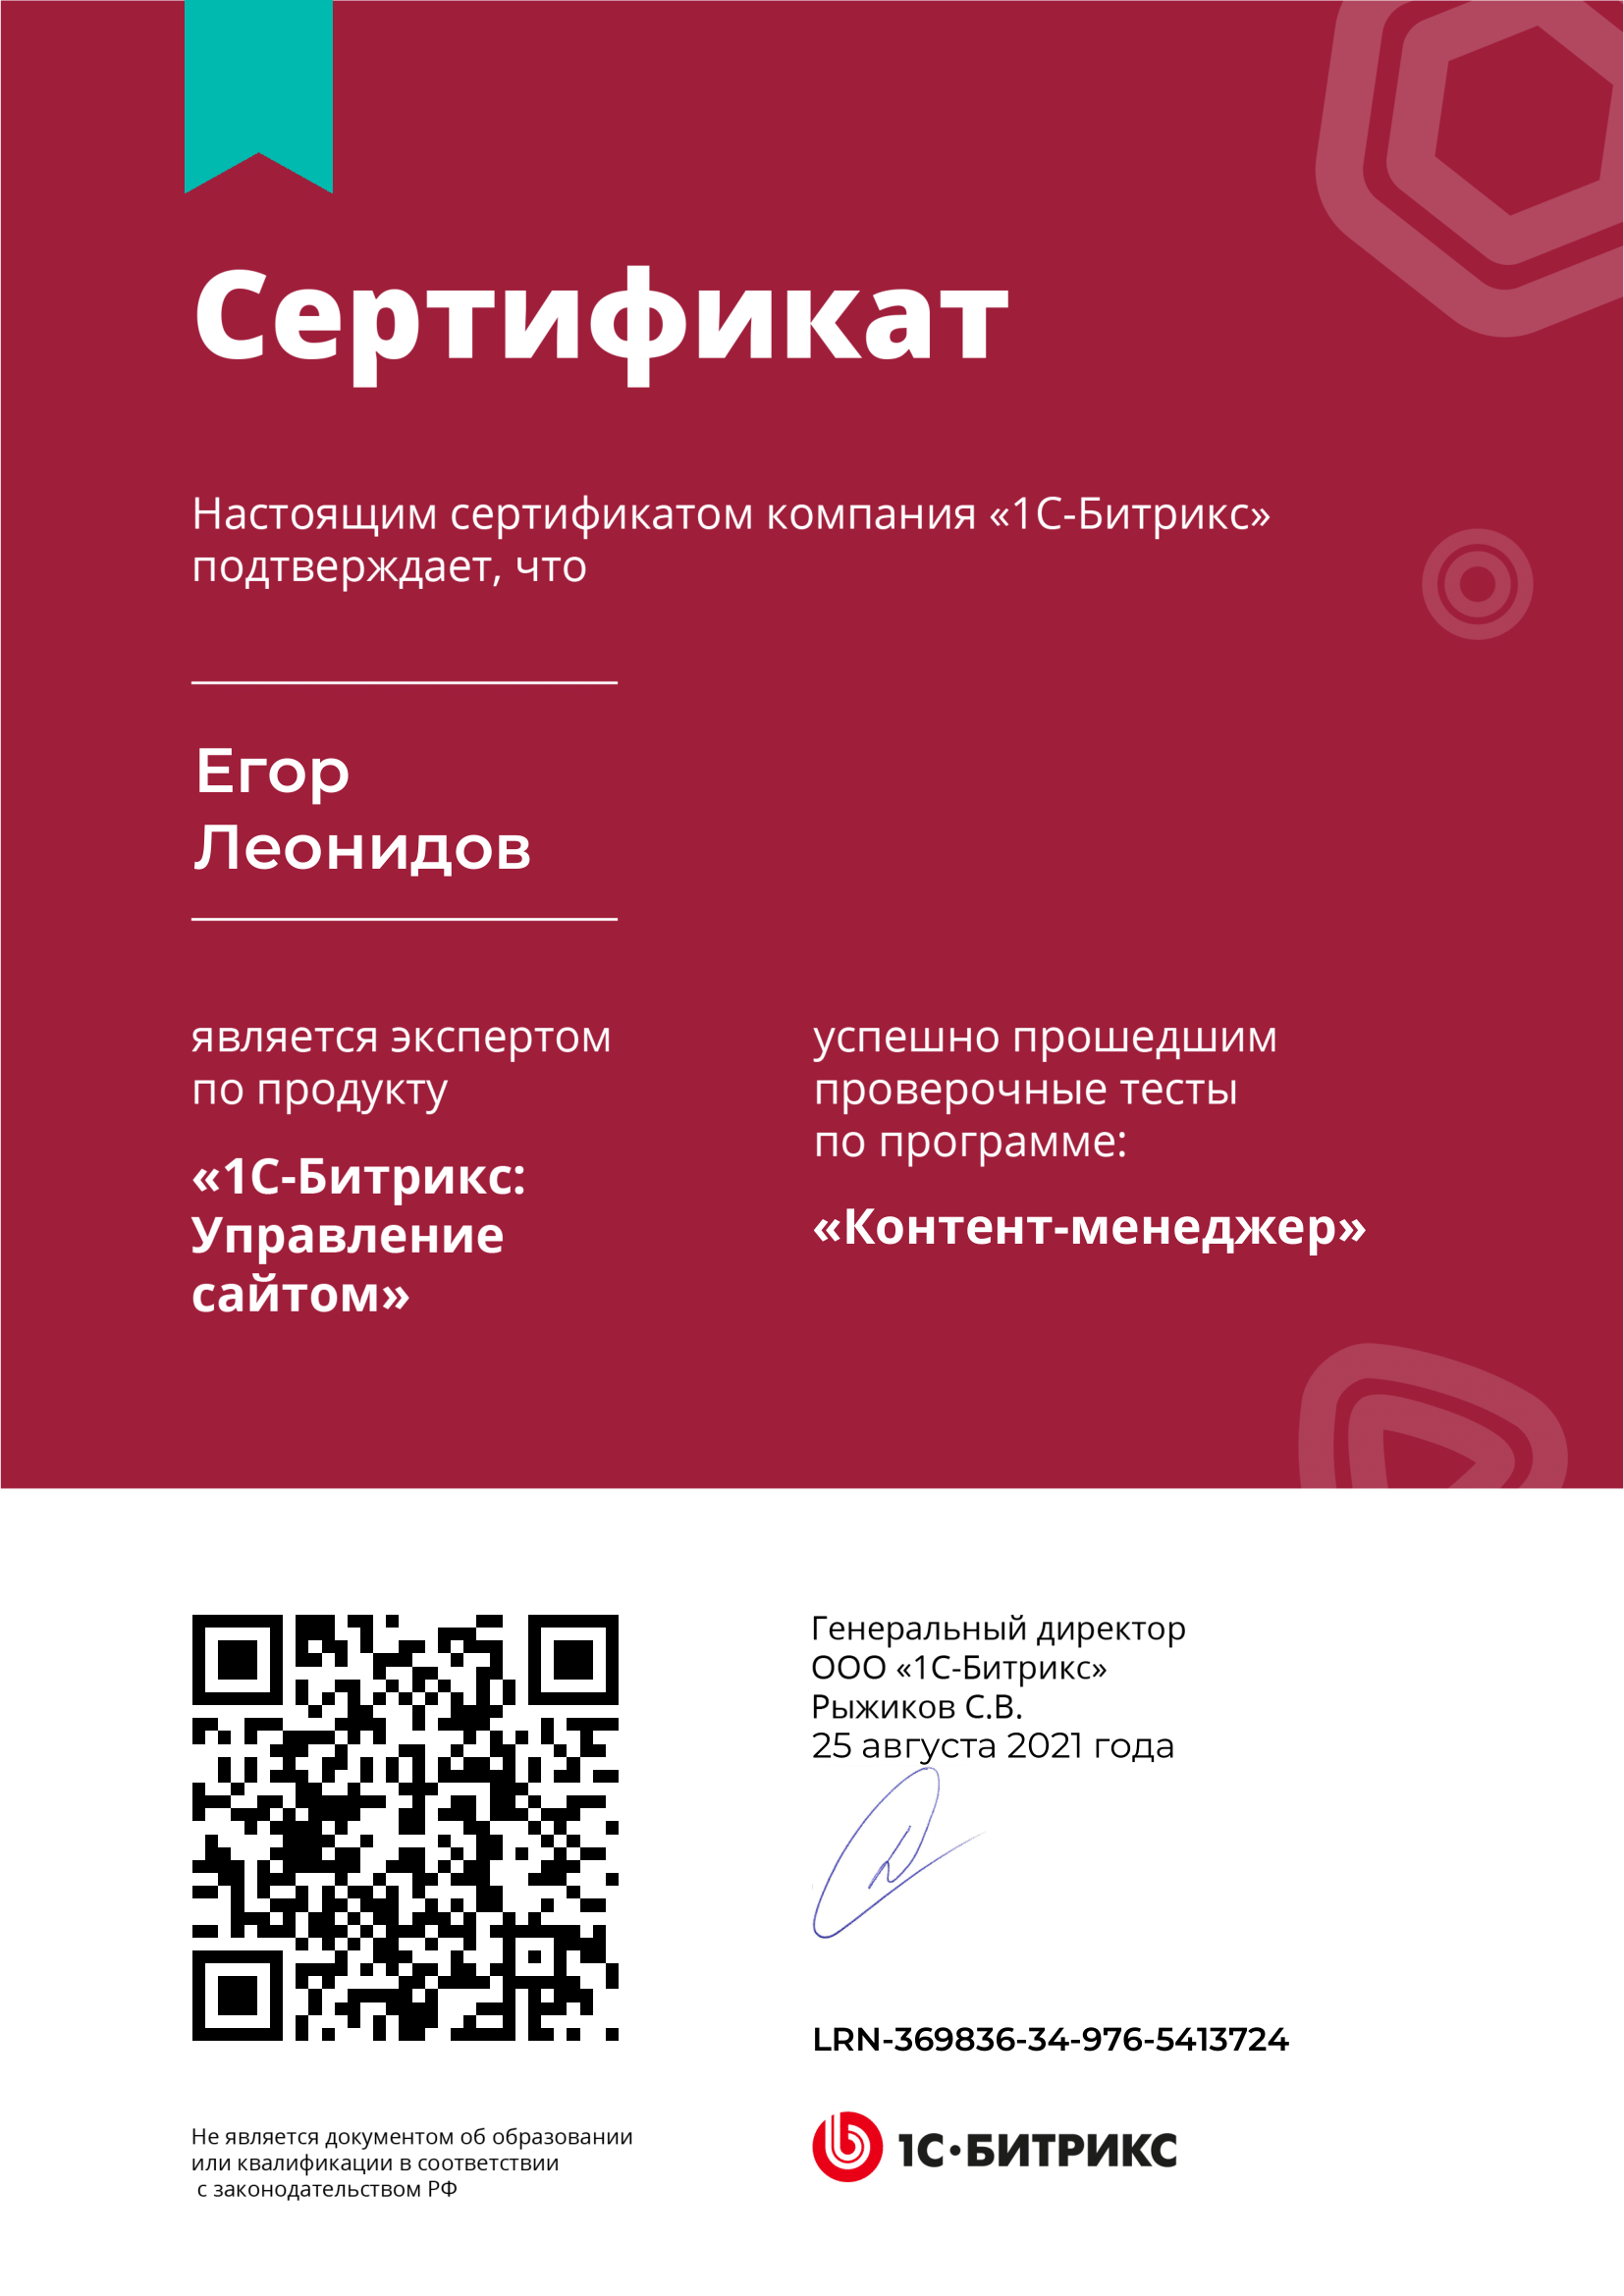 Сертификат
Настоящим сертификатом компания «1С-Битрикс»
подтверждает, что
Егор
Леонидов
является экспертом
по продукту
«1С-Битрикс:
Управление
сайтом»
успешно прошедшим
проверочные тесты
по программе:
«Контент-менеджер»
Генеральный директор
ООО «1С-Битрикс»
Рыжиков С.В.
25 августа 2021 года
LRN-369836-34-976-5413724
Не является документом об образовании
или квалификации в соответствии
с законодательством РФ
1С•БИТРИКС